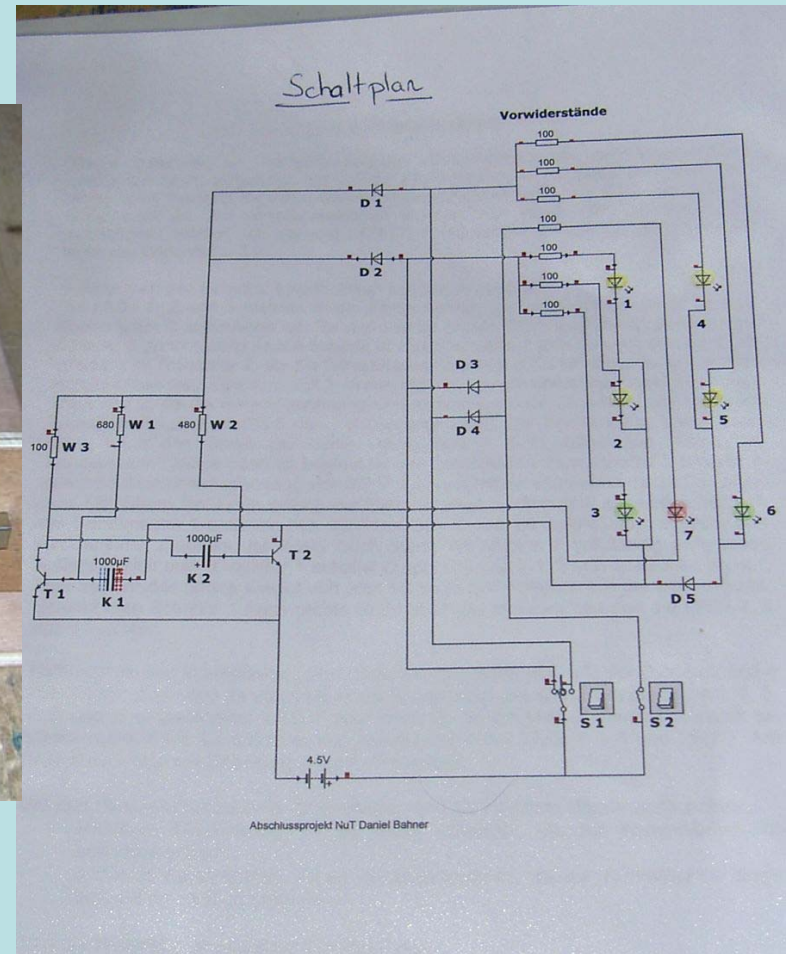 Schaltplan
Vorwiderstände
100
100
100
100
100
100
100
D 1
D 2
1
4
D 3
D 4
2
5
100 W 3
680 W 1
480 W 2
3
7
6
1000µF
1000µF
T 1
K 1
+
K 2
T 2
D 5
S 1
S 2
4.5V
+
Abschlussprojekt NuT Daniel Bahner